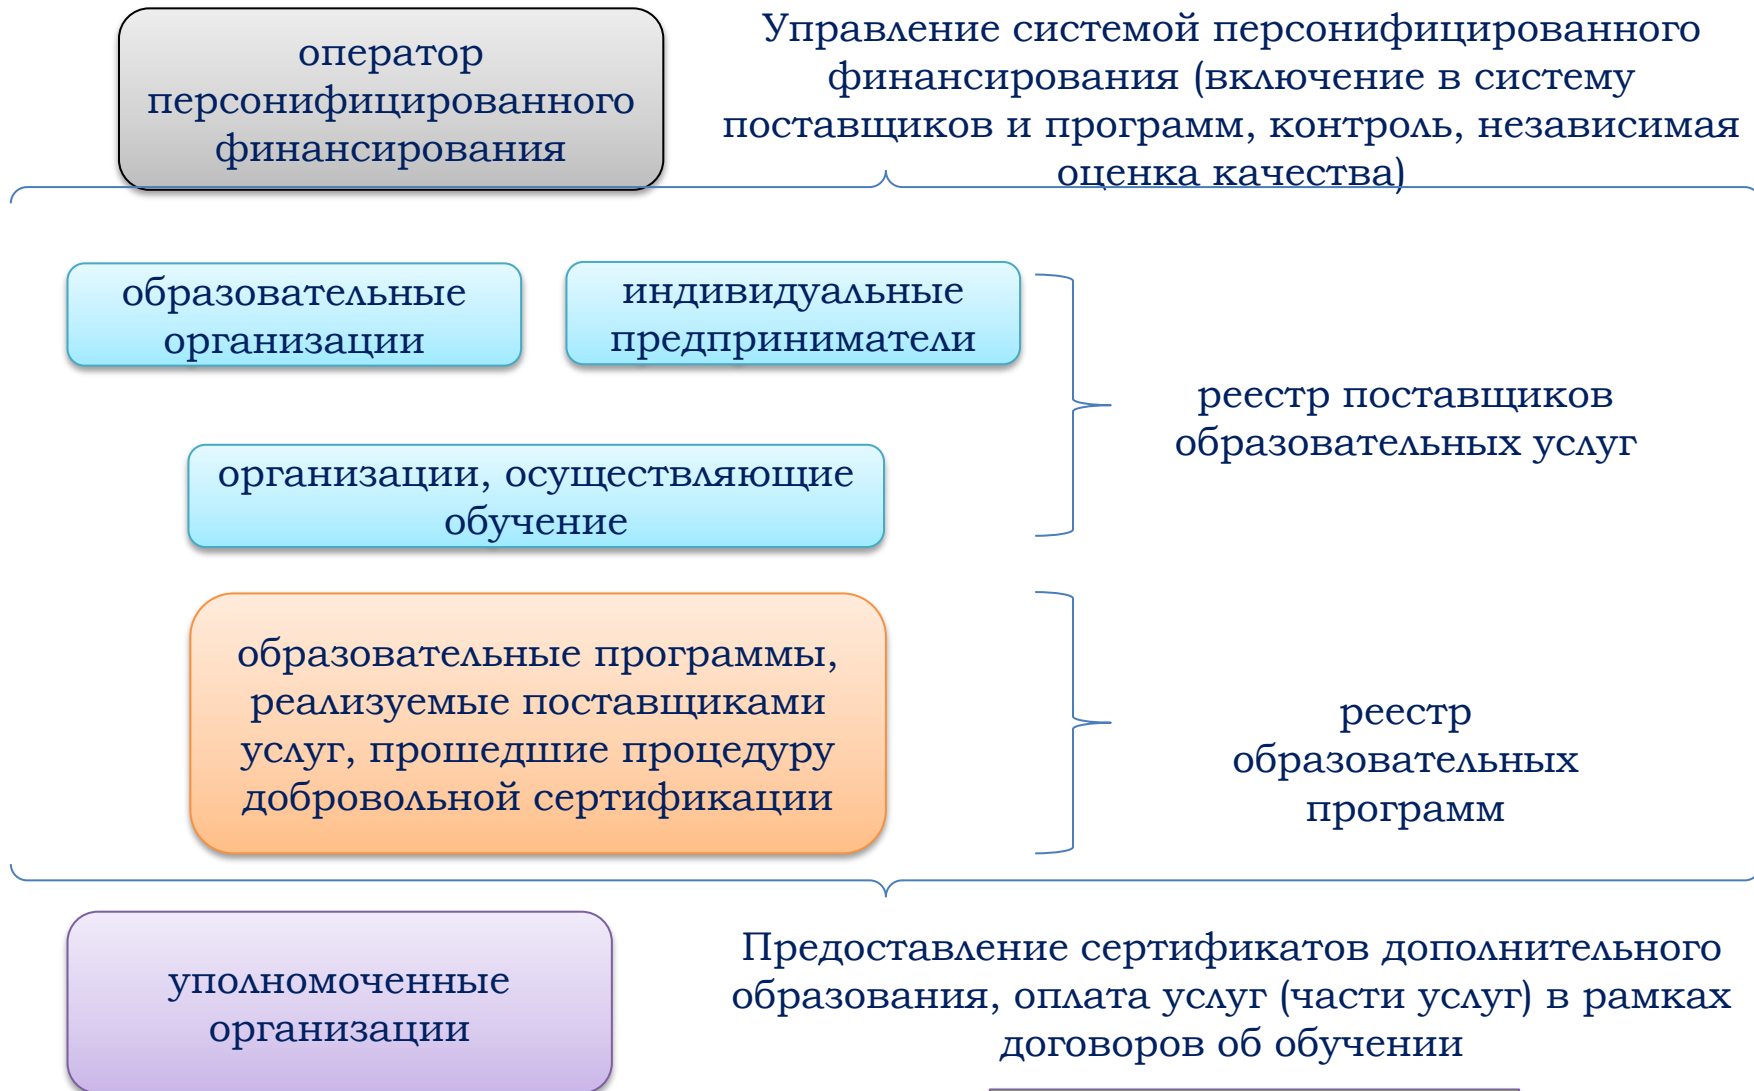 оператор
персонифицированного
финансирования
Управление системой персонифицированного
финансирования (включение в систему
поставщиков и программ, контроль, независимая
оценка качества)
образовательные
организации
индивидуальные
предприниматели
организации, осуществляющие
обучение
реестр поставщиков
образовательных услуг
образовательные программы,
реализуемые поставщиками
услуг, прошедшие процедуру
добровольной сертификации
реестр
образовательных
программ
уполномоченные
организации
Предоставление сертификатов дополнительного
образования, оплата услуг (части услуг) в рамках
договоров об обучении